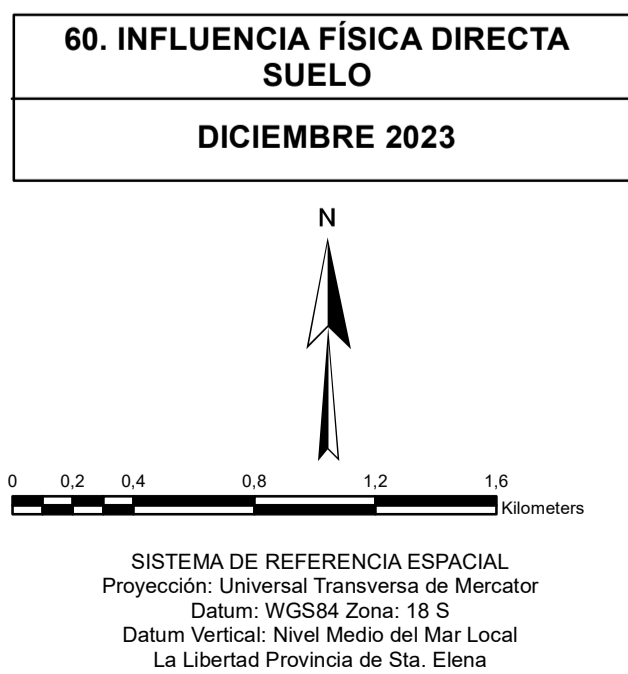 60. INFLUENCIA FÍSICA DIRECTA
SUELO
DICIEMBRE 2023
N
0 0,2 0,4 0,8 1,2 1,6
Kilometers
SISTEMA DE REFERENCIA ESPACIAL
Proyección: Universal Transversa de Mercator
Datum: WGS84 Zona: 18 S
Datum Vertical: Nivel Medio del Mar Local
La Libertad Provincia de Sta. Elena